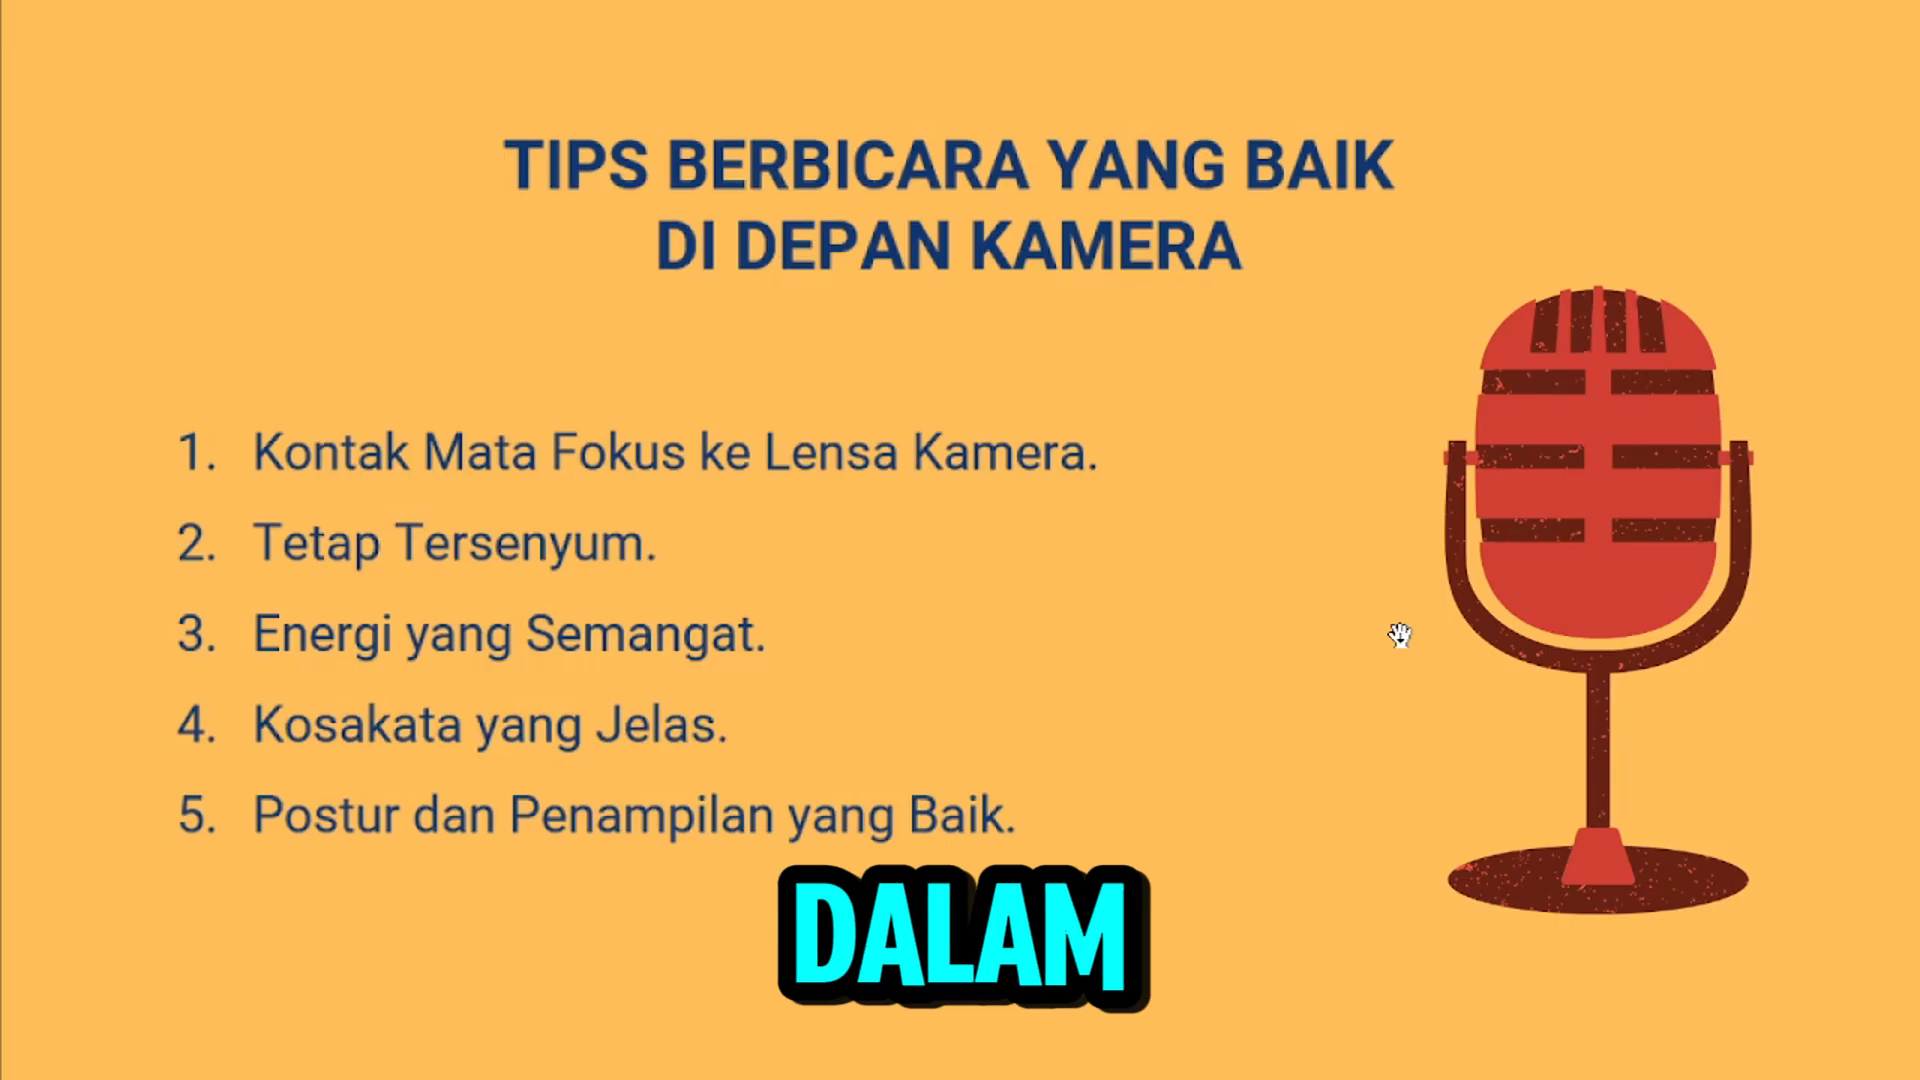 TIPS BERBICARA YANG BAIK
DI DEPAN KAMERA
1. Kontak Mata Fokus ke Lensa Kamera.
2. Tetap Tersenyum.
3. Energi yang Semangat.
4. Kosakata yang Jelas.
5. Postur dan Penampilan yang Baik.
DALAM